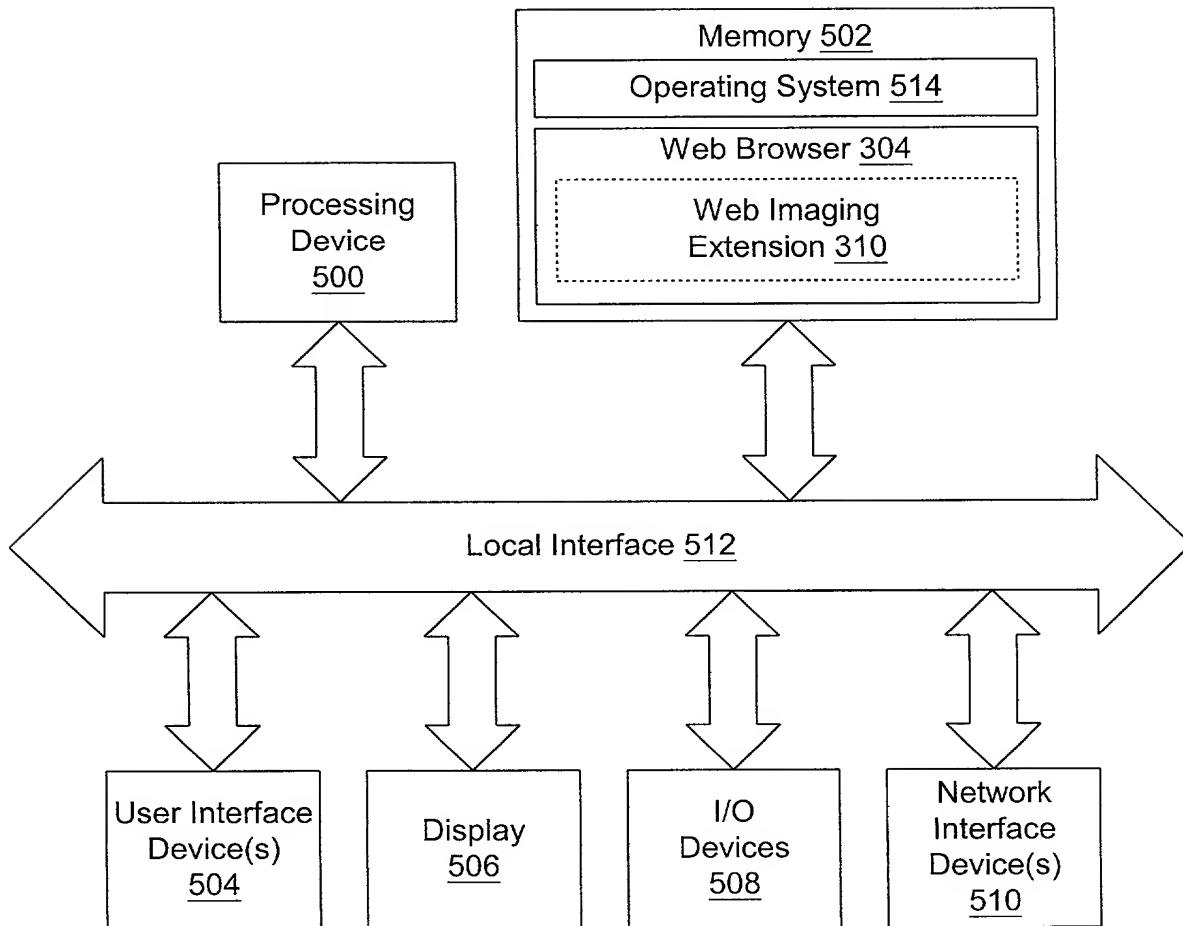 Memory 502
Operating System 514
Web Browser 304
Web Imaging
Extension 310
Processing
Device
500
Local Interface 512
User Interface
Device(s)
504
Display
506
I/O
Devices
508
Network
Interface
Device(s)
510